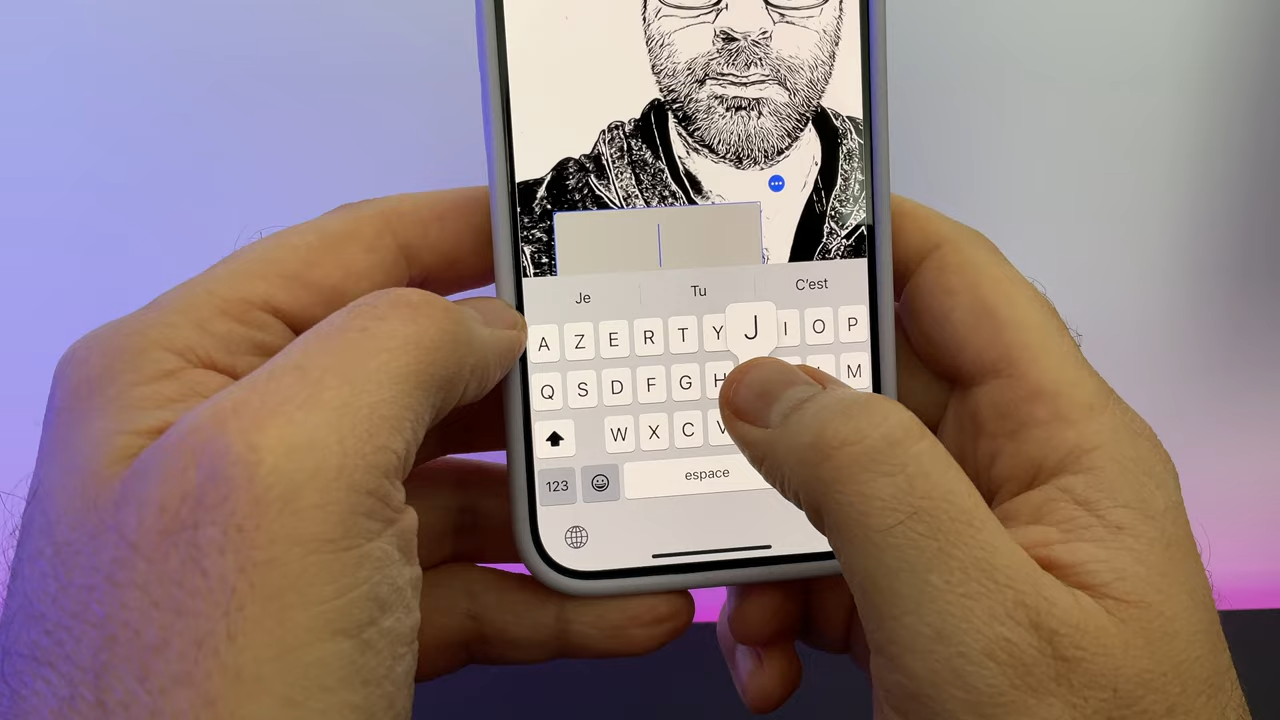 Je Tu C'est
A Z E R T Y J I O P
Q S D F G H M
W X C V
123 espace